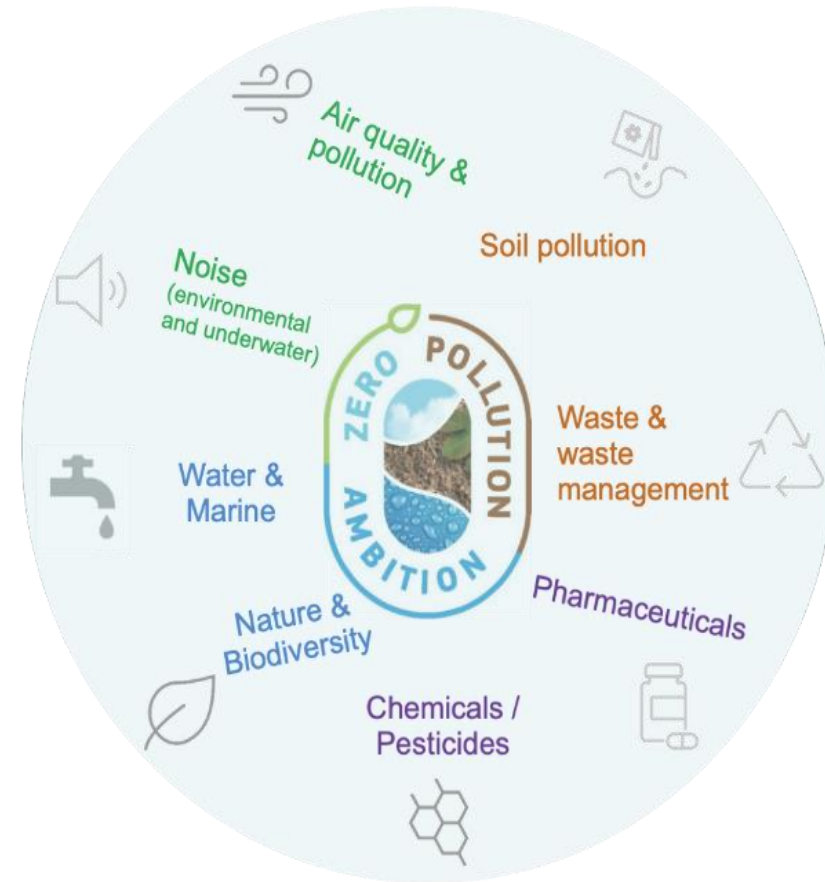 Air quality &
pollution
Soil pollution
Noise
(environmental
and underwater)
ZERO
POLLUTION
AMBITION
Waste &
waste
management
Water &
Marine
Pharmaceuticals
Nature &
Biodiversity
Chemicals /
Pesticides